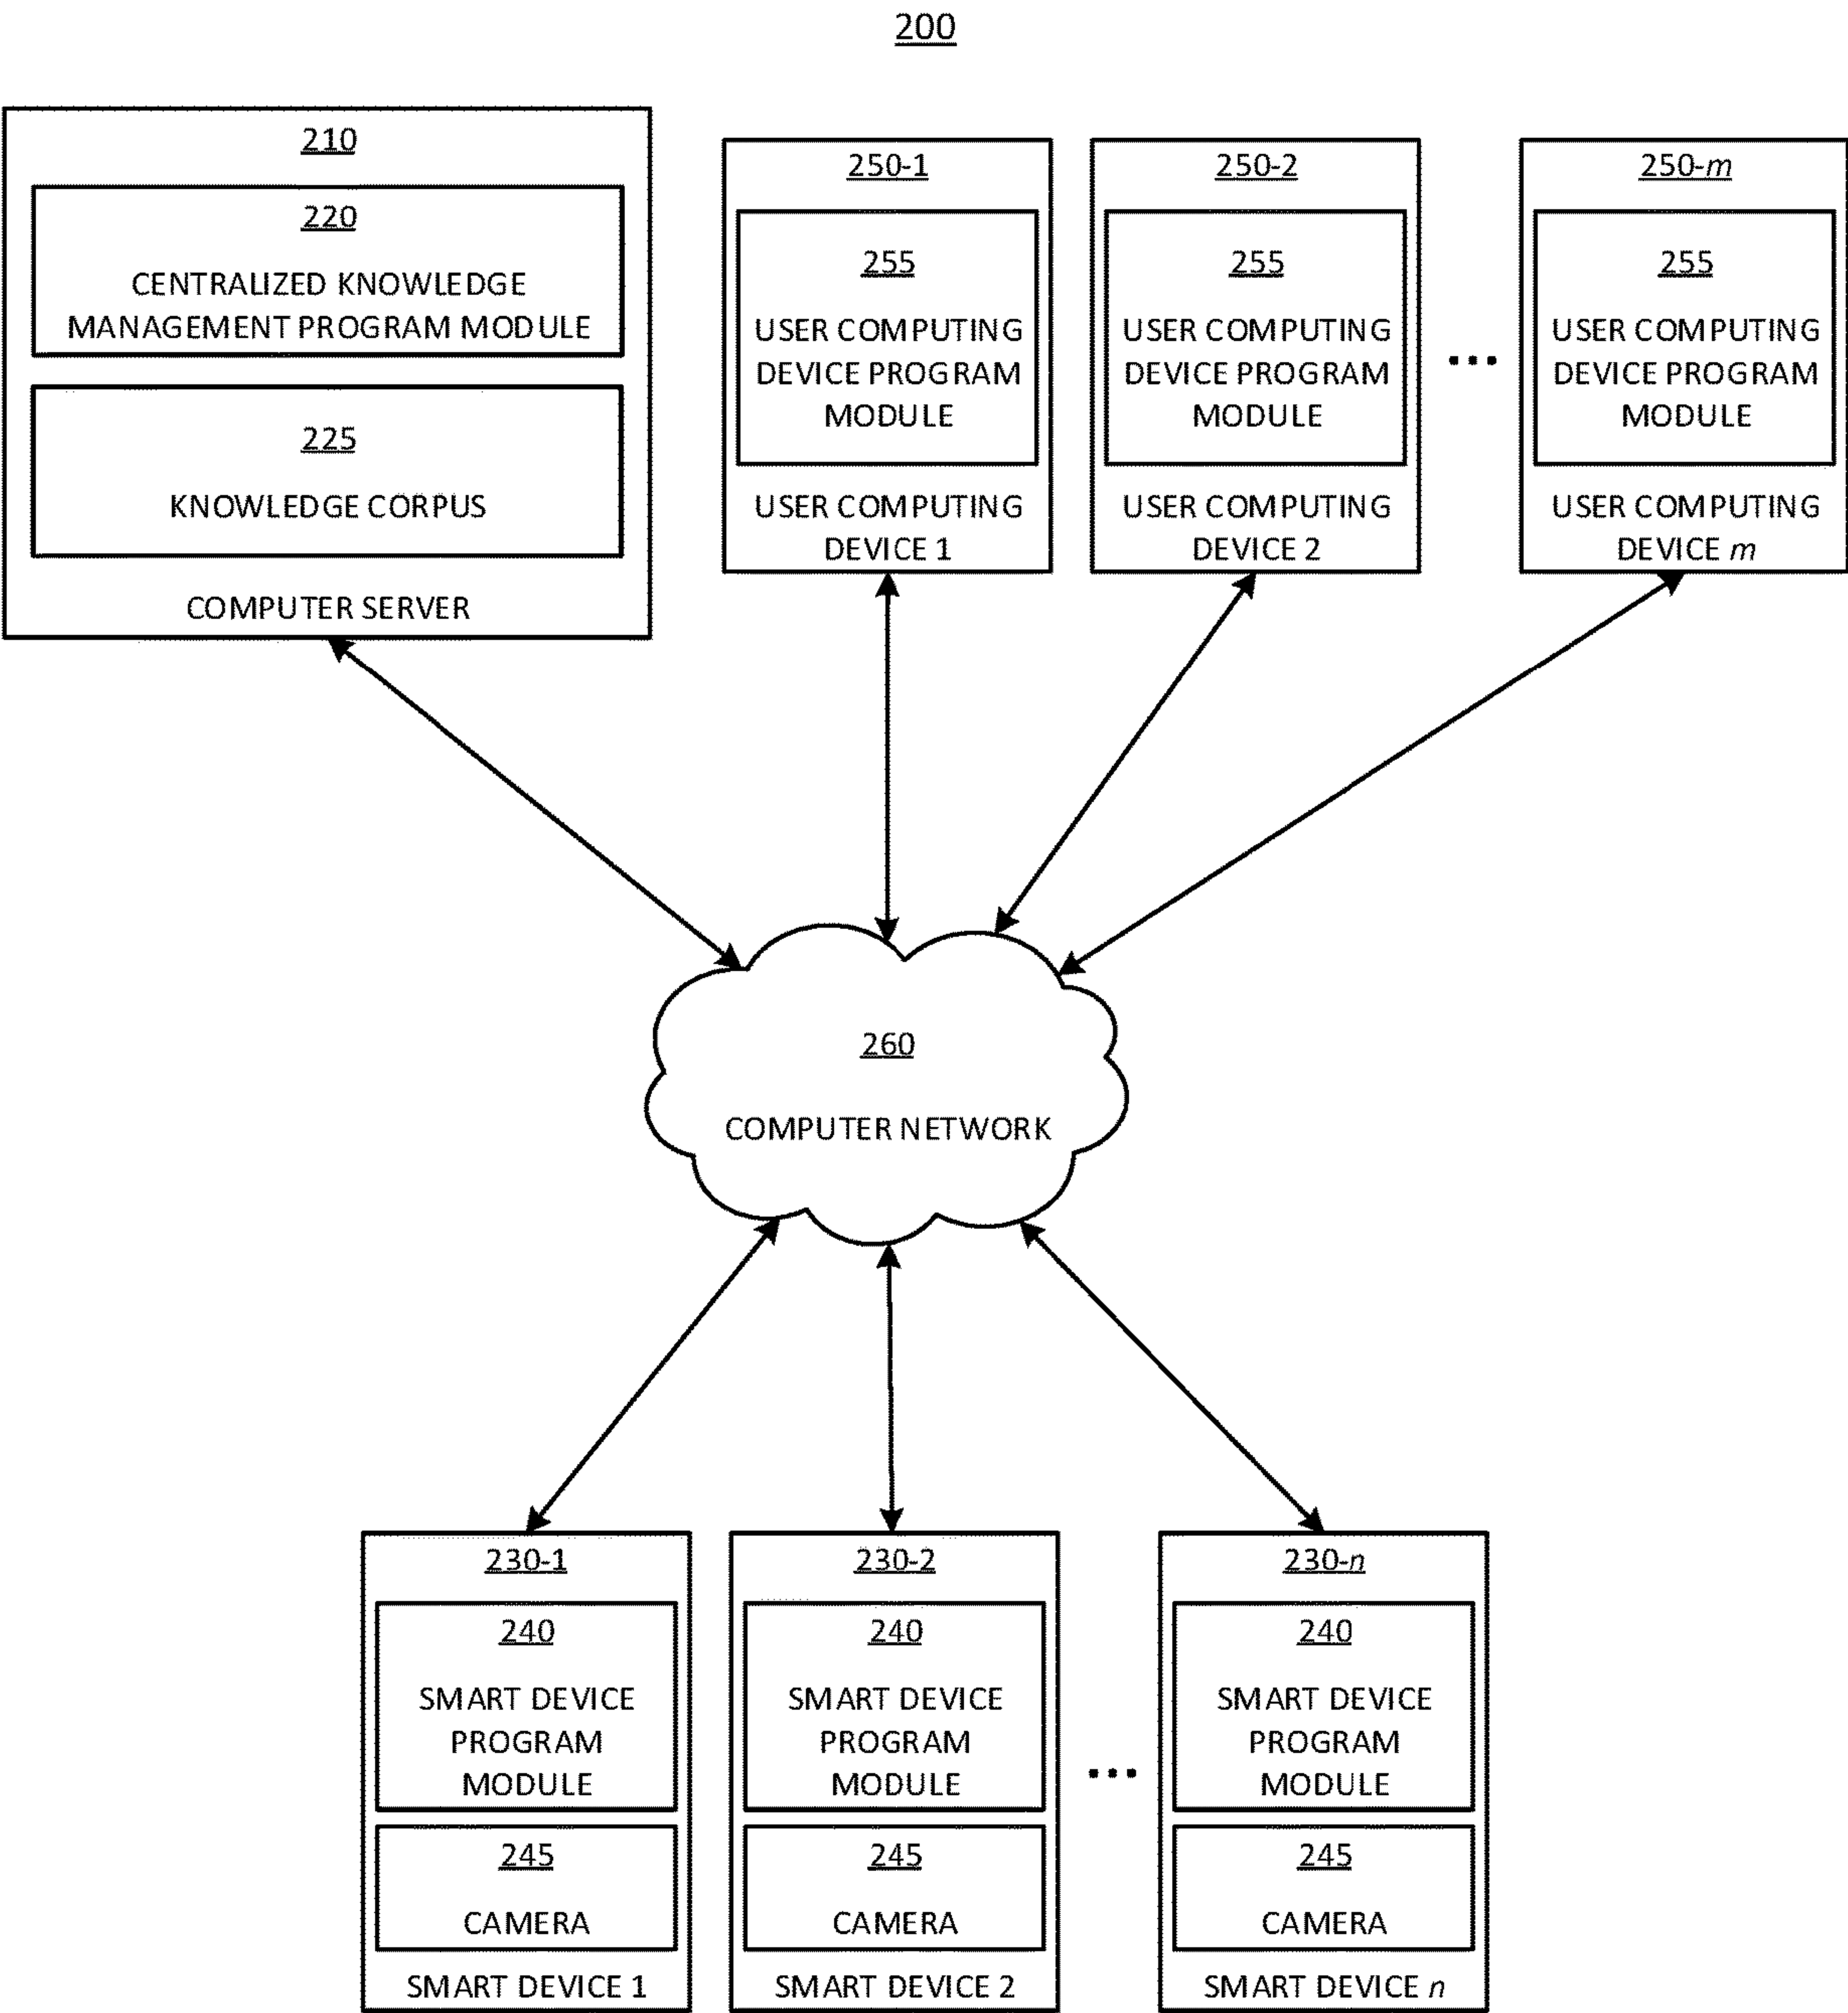 200
210
220
CENTRALIZED KNOWLEDGE
MANAGEMENT PROGRAM MODULE
225
KNOWLEDGE CORPUS
COMPUTER SERVER
250-1
255
USER COMPUTING
DEVICE PROGRAM
MODULE
USER COMPUTING
DEVICE 1
250-2
255
USER COMPUTING
DEVICE PROGRAM
MODULE
USER COMPUTING
DEVICE 2
...
250-m
255
USER COMPUTING
DEVICE PROGRAM
MODULE
USER COMPUTING
DEVICE m
260
COMPUTER NETWORK
230-1
240
SMART DEVICE
PROGRAM
MODULE
245
CAMERA
SMART DEVICE 1
230-2
240
SMART DEVICE
PROGRAM
MODULE
245
CAMERA
SMART DEVICE 2
...
230-n
240
SMART DEVICE
PROGRAM
MODULE
245
CAMERA
SMART DEVICE n